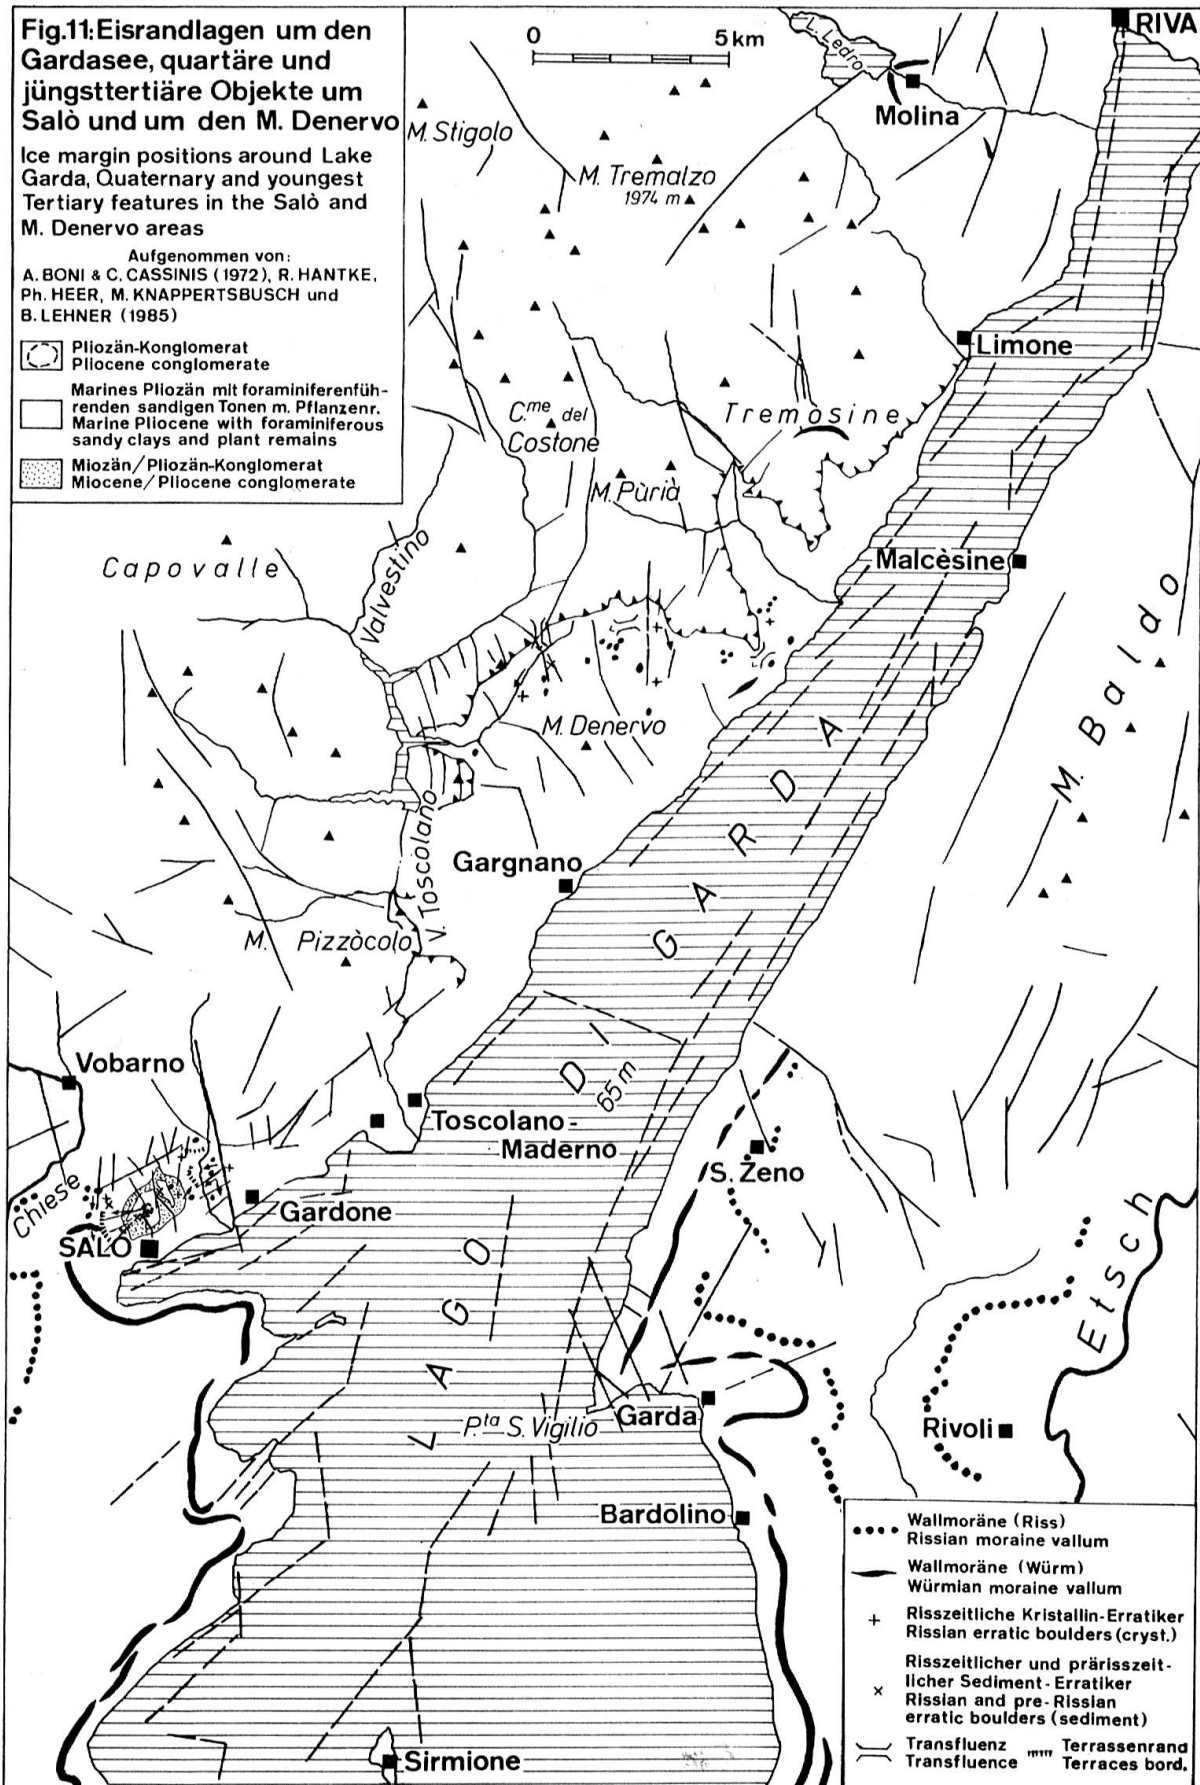 Fig.11:Eisrandlagen um den
Gardasee, quartäre und
jüngsttertiäre Objekte um
Salò und um den M. Denervo
Ice margin positions around Lake
Garda, Quaternary and youngest
Tertiary features in the Salò and
M. Denervo areas
Aufgenommen von:
A. BONI & C. CASSINIS (1972), R. HANTKE,
Ph. HEER, M. KNAPPERTSBUSCH und
B. LEHNER (1985)
Pliozän-Konglomerat
Pliocene conglomerate
Marines Pliozän mit foraminiferenfüh-
renden sandigen Tonen m. Pflanzenr.
Marine Pliocene with foraminiferous
sandy clays and plant remains
Miozän/Pliozän-Konglomerat
Miocene/Pliocene conglomerate
0 5km
L. Ledro
RIVA
Molina
M. Stigolo
M. Tremalzo
1974 m
Limone
Tremosine
C.me del
Costone
M. Pùrià
Malcèsine
Capovalle
Valvestino
M. Baldo
M. Denervo
V. Toscolano
Gargnano
M. Pizzòcolo
LAGO DI GARDA
65 m
Vobarno
Toscolano-
Maderno
S. Zeno
Chiese
Gardone
SALO
Etsch
P.ta S. Vigilio
Garda
Rivoli
Bardolino
Sirmione
Wallmoräne (Riss)
Rissian moraine vallum
Wallmoräne (Würm)
Würmian moraine vallum
Risszeitliche Kristallin-Erratiker
Rissian erratic boulders (cryst.)
Risszeitlicher und prärisszeit-
licher Sediment-Erratiker
Rissian and pre-Rissian
erratic boulders (sediment)
Transfluenz Terrassenrand
Transfluence Terraces bord.